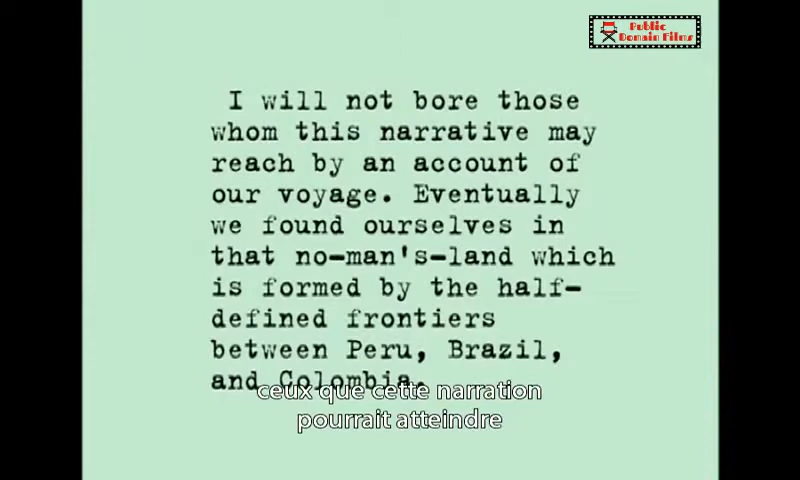 Public
Domain Films
I will not bore those
whom this narrative may
reach by an account of
our voyage. Eventually
we found ourselves in
that no-man's-land which
is formed by the half-
defined frontiers
between Peru, Brazil,
and Colombia.
ceux que cette narration
pourrait atteindre